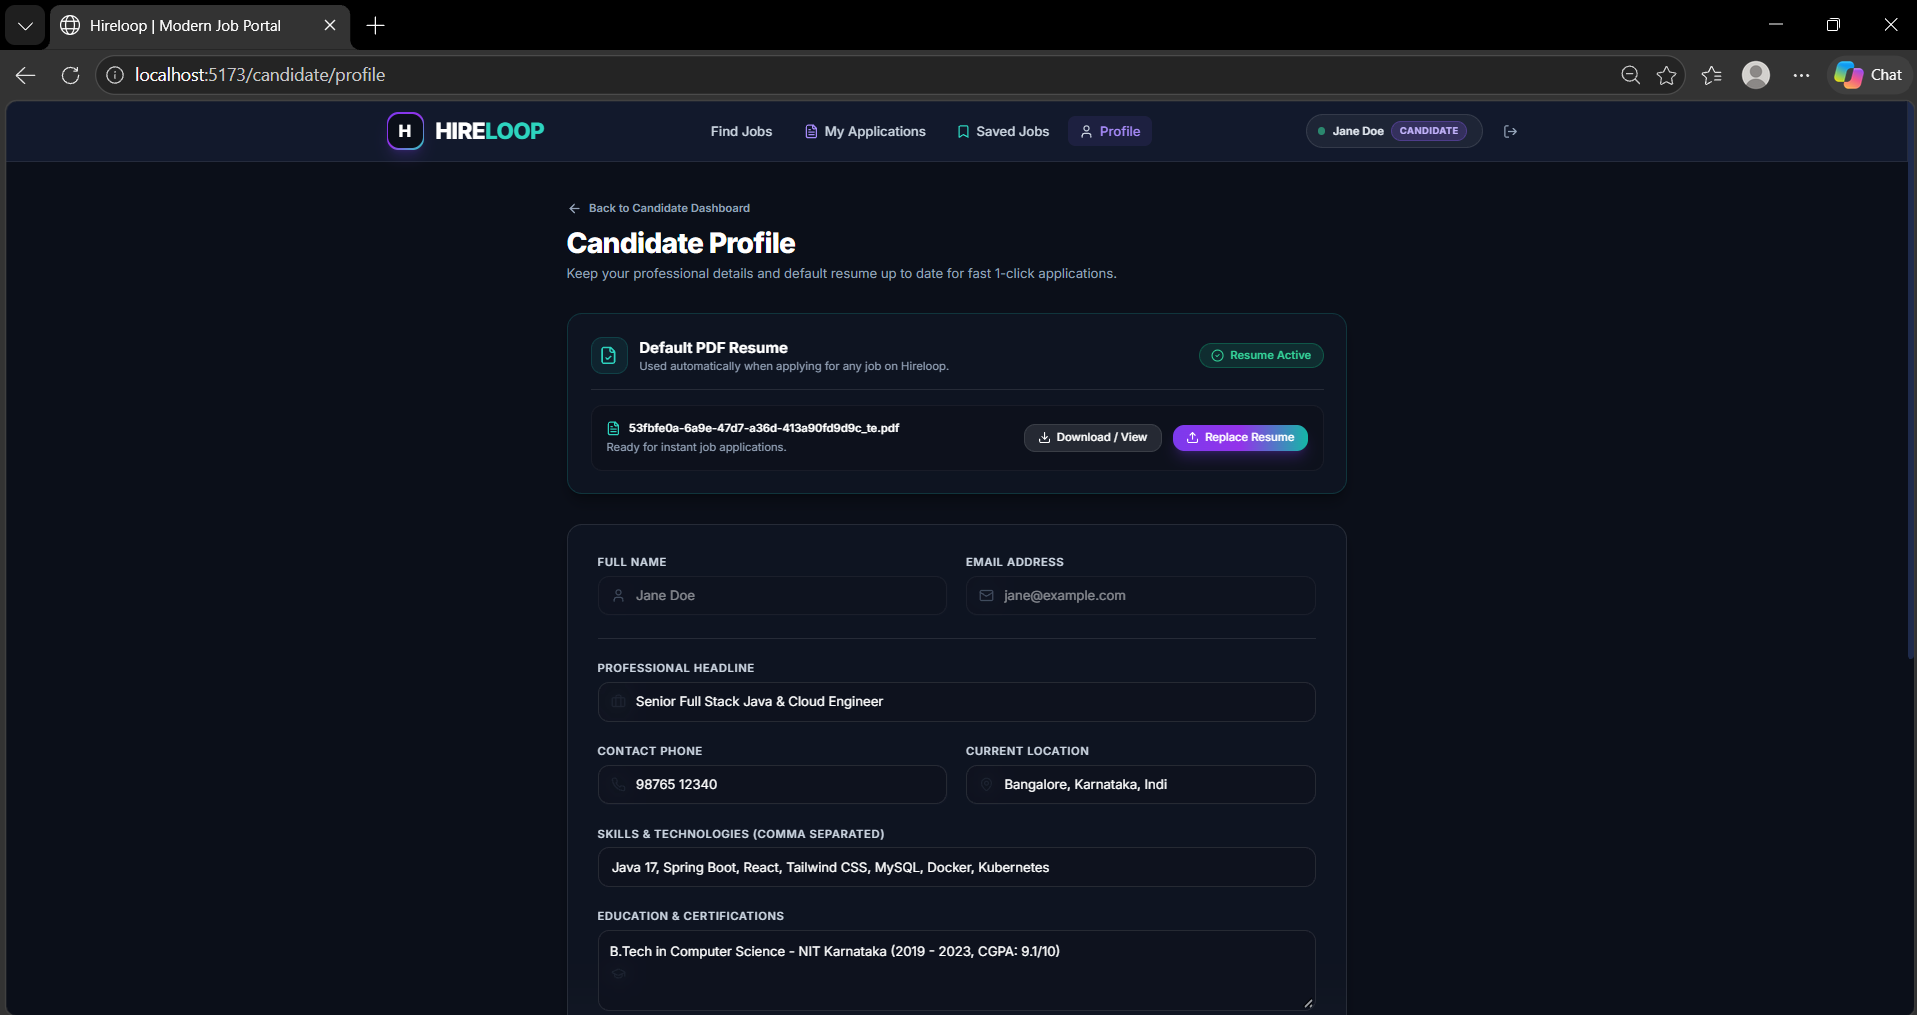 Hireloop | Modern Job Portal
localhost:5173/candidate/profile
Chat
H HIRELOOP
Find Jobs
My Applications
Saved Jobs
Profile
Jane Doe CANDIDATE
Back to Candidate Dashboard
Candidate Profile
Keep your professional details and default resume up to date for fast 1-click applications.
Default PDF Resume
Used automatically when applying for any job on Hireloop.
Resume Active
53fbfe0a-6a9e-47d7-a36d-413a90fd9d9c_te.pdf
Ready for instant job applications.
Download / View
Replace Resume
FULL NAME
Jane Doe
EMAIL ADDRESS
jane@example.com
PROFESSIONAL HEADLINE
Senior Full Stack Java & Cloud Engineer
CONTACT PHONE
98765 12340
CURRENT LOCATION
Bangalore, Karnataka, Indi
SKILLS & TECHNOLOGIES (COMMA SEPARATED)
Java 17, Spring Boot, React, Tailwind CSS, MySQL, Docker, Kubernetes
EDUCATION & CERTIFICATIONS
B.Tech in Computer Science - NIT Karnataka (2019 - 2023, CGPA: 9.1/10)